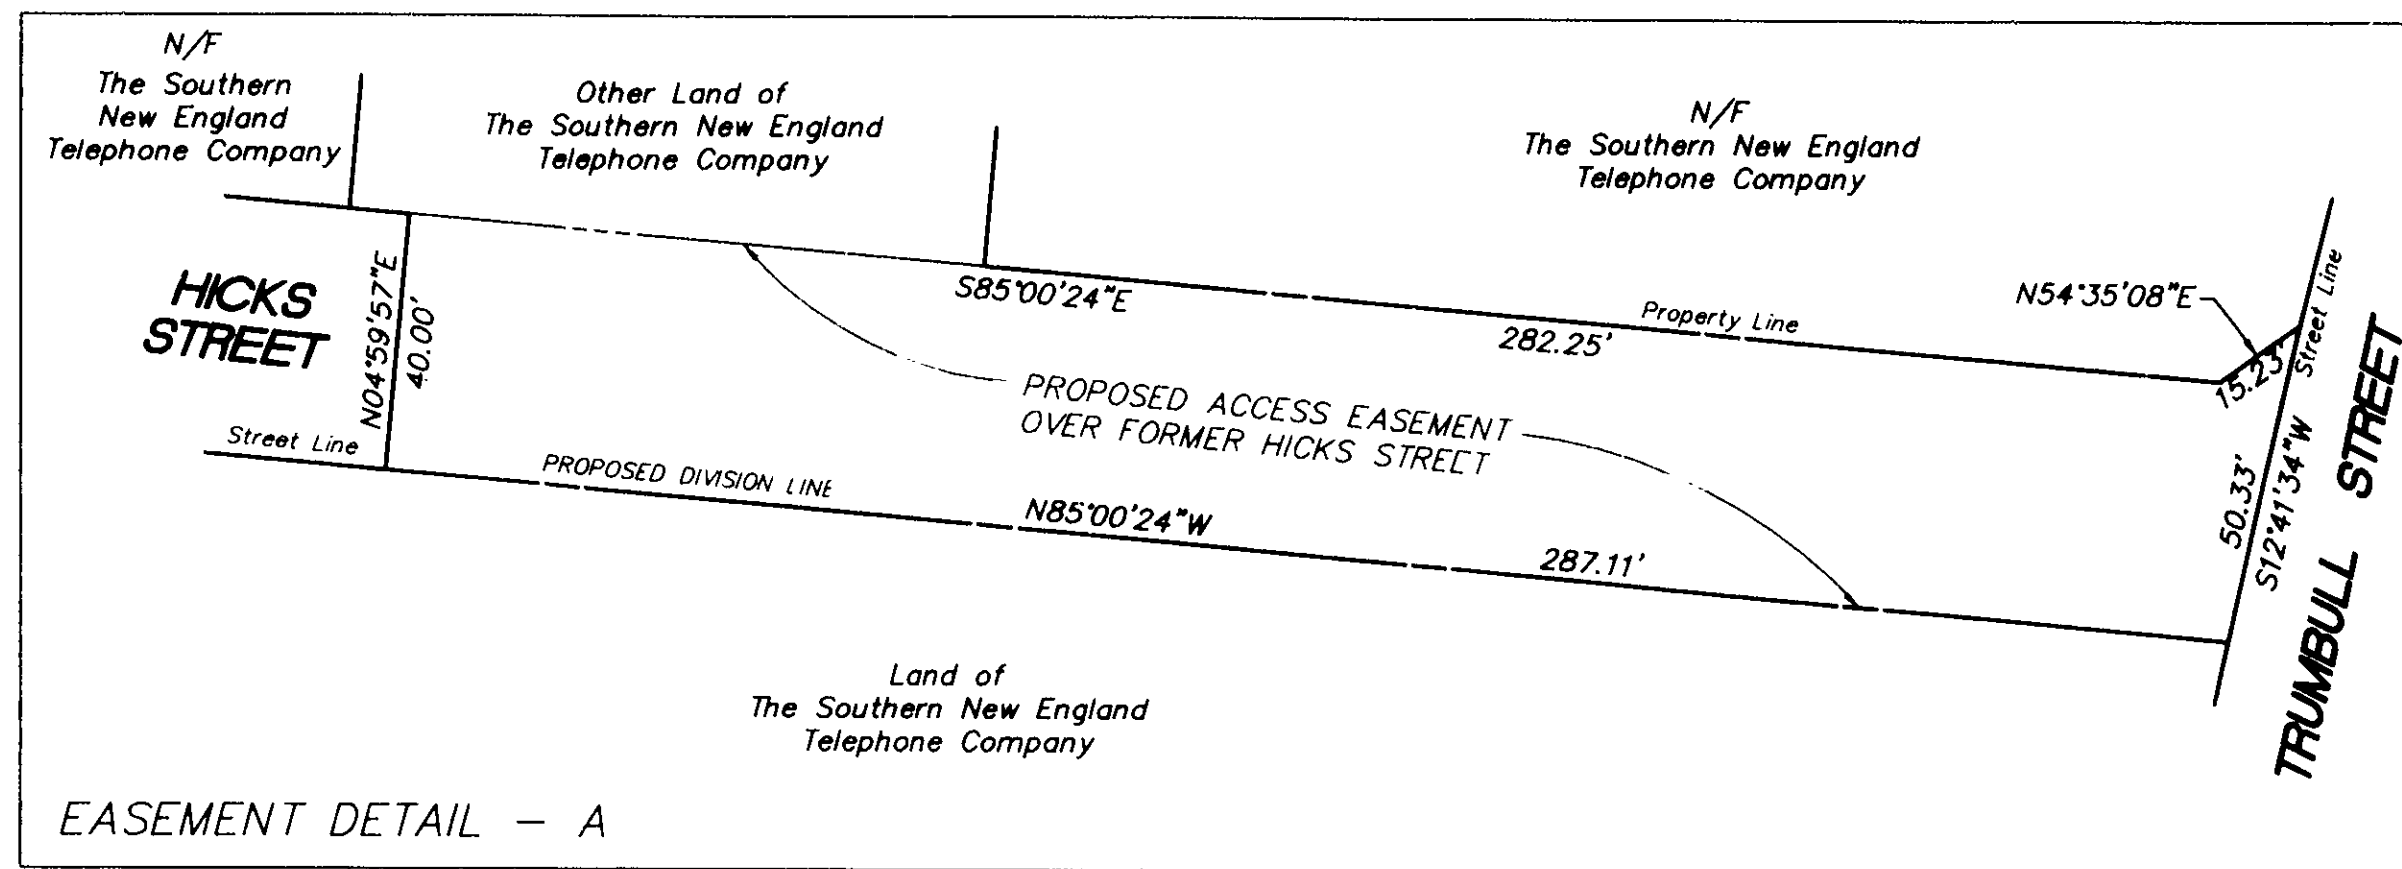 N/F
The Southern
New England
Telephone Company
Other Land of
The Southern New England
Telephone Company
N/F
The Southern New England
Telephone Company
HICKS
STREET
N04°59'57"E
40.00'
Street Line
S85°00'24"E
282.25'
Property Line
N54°35'08"E
15.23'
Street Line
PROPOSED ACCESS EASEMENT
OVER FORMER HICKS STREET
PROPOSED DIVISION LINE
N85°00'24"W
287.11'
50.33'
S12°41'34"W
TRUMBULL STREET
Land of
The Southern New England
Telephone Company
EASEMENT DETAIL - A